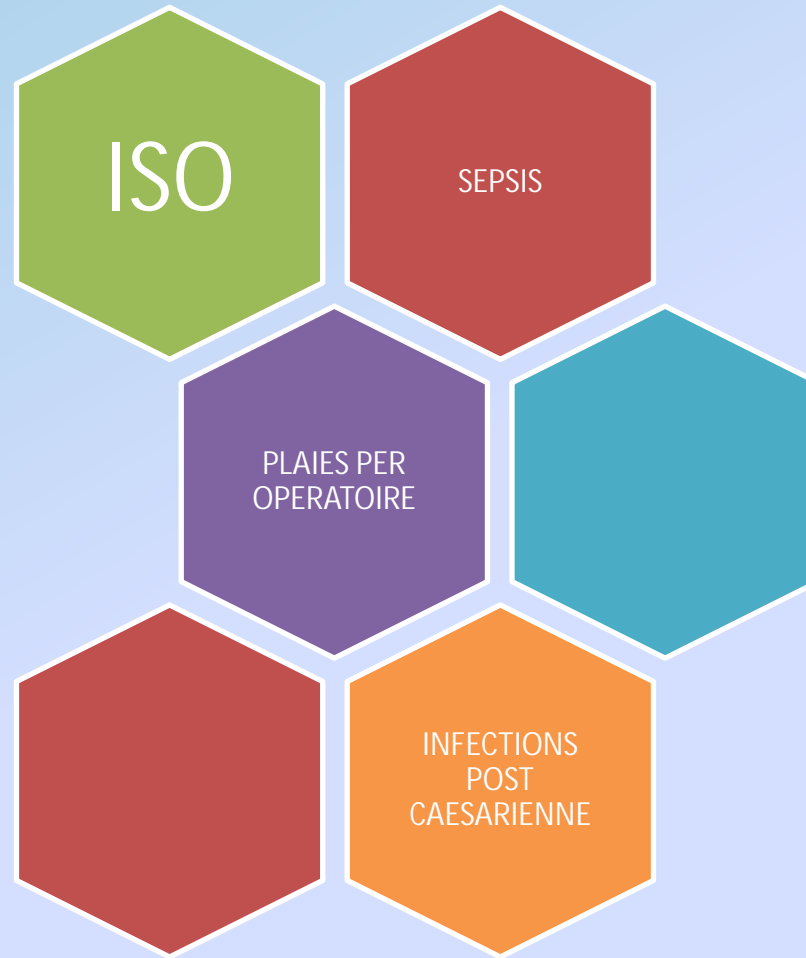 ISO
SEPSIS
PLAIES PER
OPERATOIRE
INFECTIONS
POST
CAESARIENNE